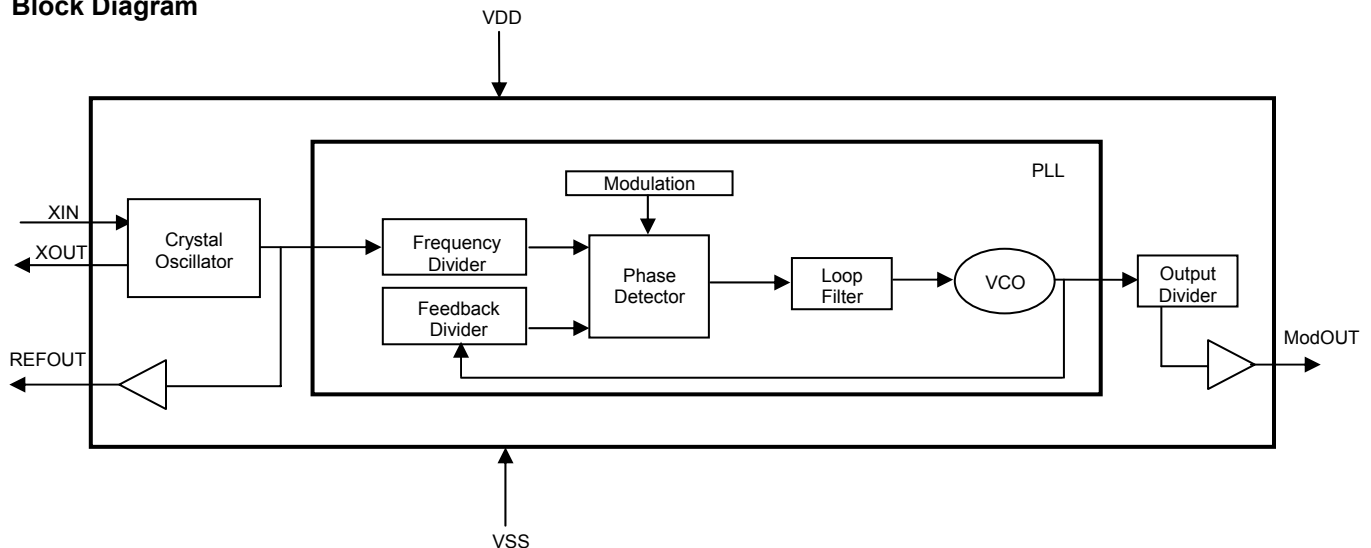 Block Diagram
VDD
PLL
Modulation
XIN
XOUT
Crystal
Oscillator
Frequency
Divider
Feedback
Divider
Phase
Detector
Loop
Filter
VCO
Output
Divider
REFOUT
ModOUT
VSS